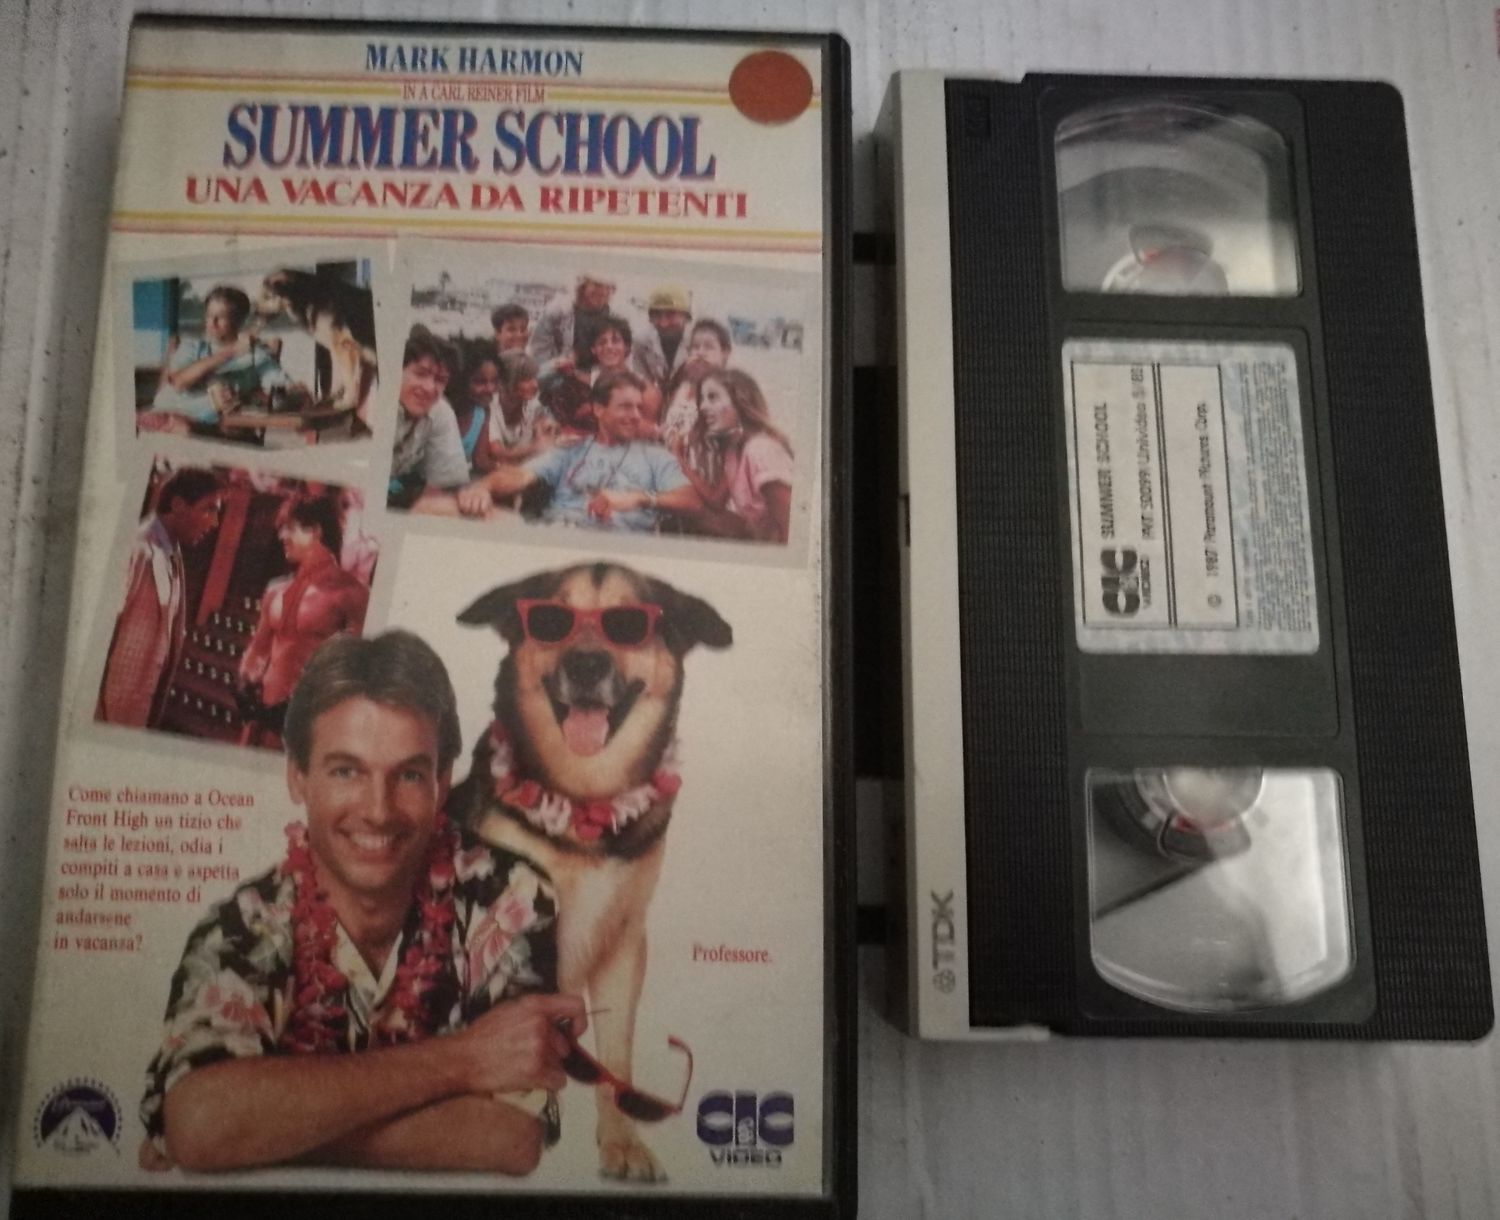 MARK HARMON
IN A CARL REINER FILM
SUMMER SCHOOL
UNA VACANZA DA RIPETENTI
Come chiamano a Ocean
Front High un tizio che
salta le lezioni, odia i
compiti a casa e aspetta
solo il momento di
andarsene
in vacanza?
Professore.
Paramount
CIC
VIDEO
TDK
CIC
VIDEO
SUMMER SCHOOL
Univideo
© 1987 Paramount Pictures Corp.